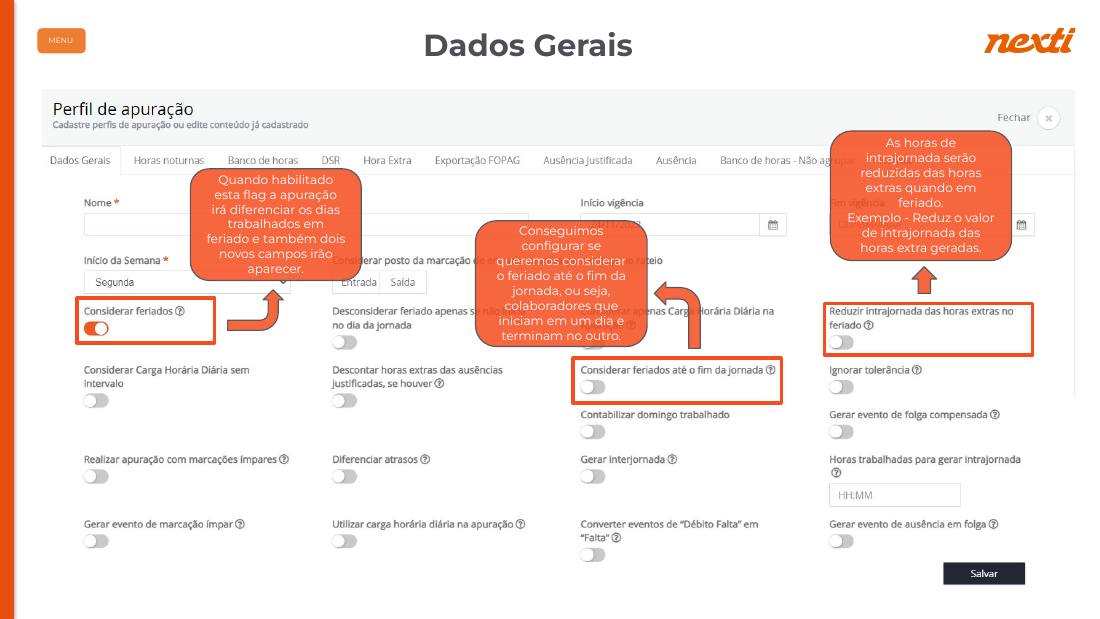 MENU
Dados Gerais
nexti
Perfil de apuração
Cadastre perfis de apuração ou edite conteúdo já cadastrado
Fechar
Dados Gerais
Horas noturnas
Banco de horas
DSR
Hora Extra
Exportação FOPAG
Ausência Justificada
Ausência
Banco de horas - Não
As horas de
intrajornada serão
reduzidas das horas
extras quando em
feriado.
Exemplo - Reduz o valor
de intrajornada das
horas extra geradas.
Quando habilitado
esta flag a apuração
irá diferenciar os dias
trabalhados em
feriado e também dois
novos campos irão
aparecer.
Conseguimos
configurar se
queremos considerar
o feriado até o fim da
jornada, ou seja,
colaboradores que
iniciam em um dia e
terminam no outro.
Nome *
Início vigência
Fim vigência
Início da Semana *
Considerar posto da marcação de
rateio
Segunda
Entrada
Saída
Considerar feriados
Desconsiderar feriado apenas se
no dia da jornada
apenas Carga Horária Diária na
Reduzir intrajornada das horas extras no
feriado
Considerar Carga Horária Diária sem
intervalo
Descontar horas extras das ausências
justificadas, se houver
Considerar feriados até o fim da jornada
Ignorar tolerância
Contabilizar domingo trabalhado
Gerar evento de folga compensada
Realizar apuração com marcações ímpares
Diferenciar atrasos
Gerar interjornada
Horas trabalhadas para gerar intrajornada
HH:MM
Gerar evento de marcação ímpar
Utilizar carga horária diária na apuração
Converter eventos de “Débito Falta” em
“Falta”
Gerar evento de ausência em folga
Salvar